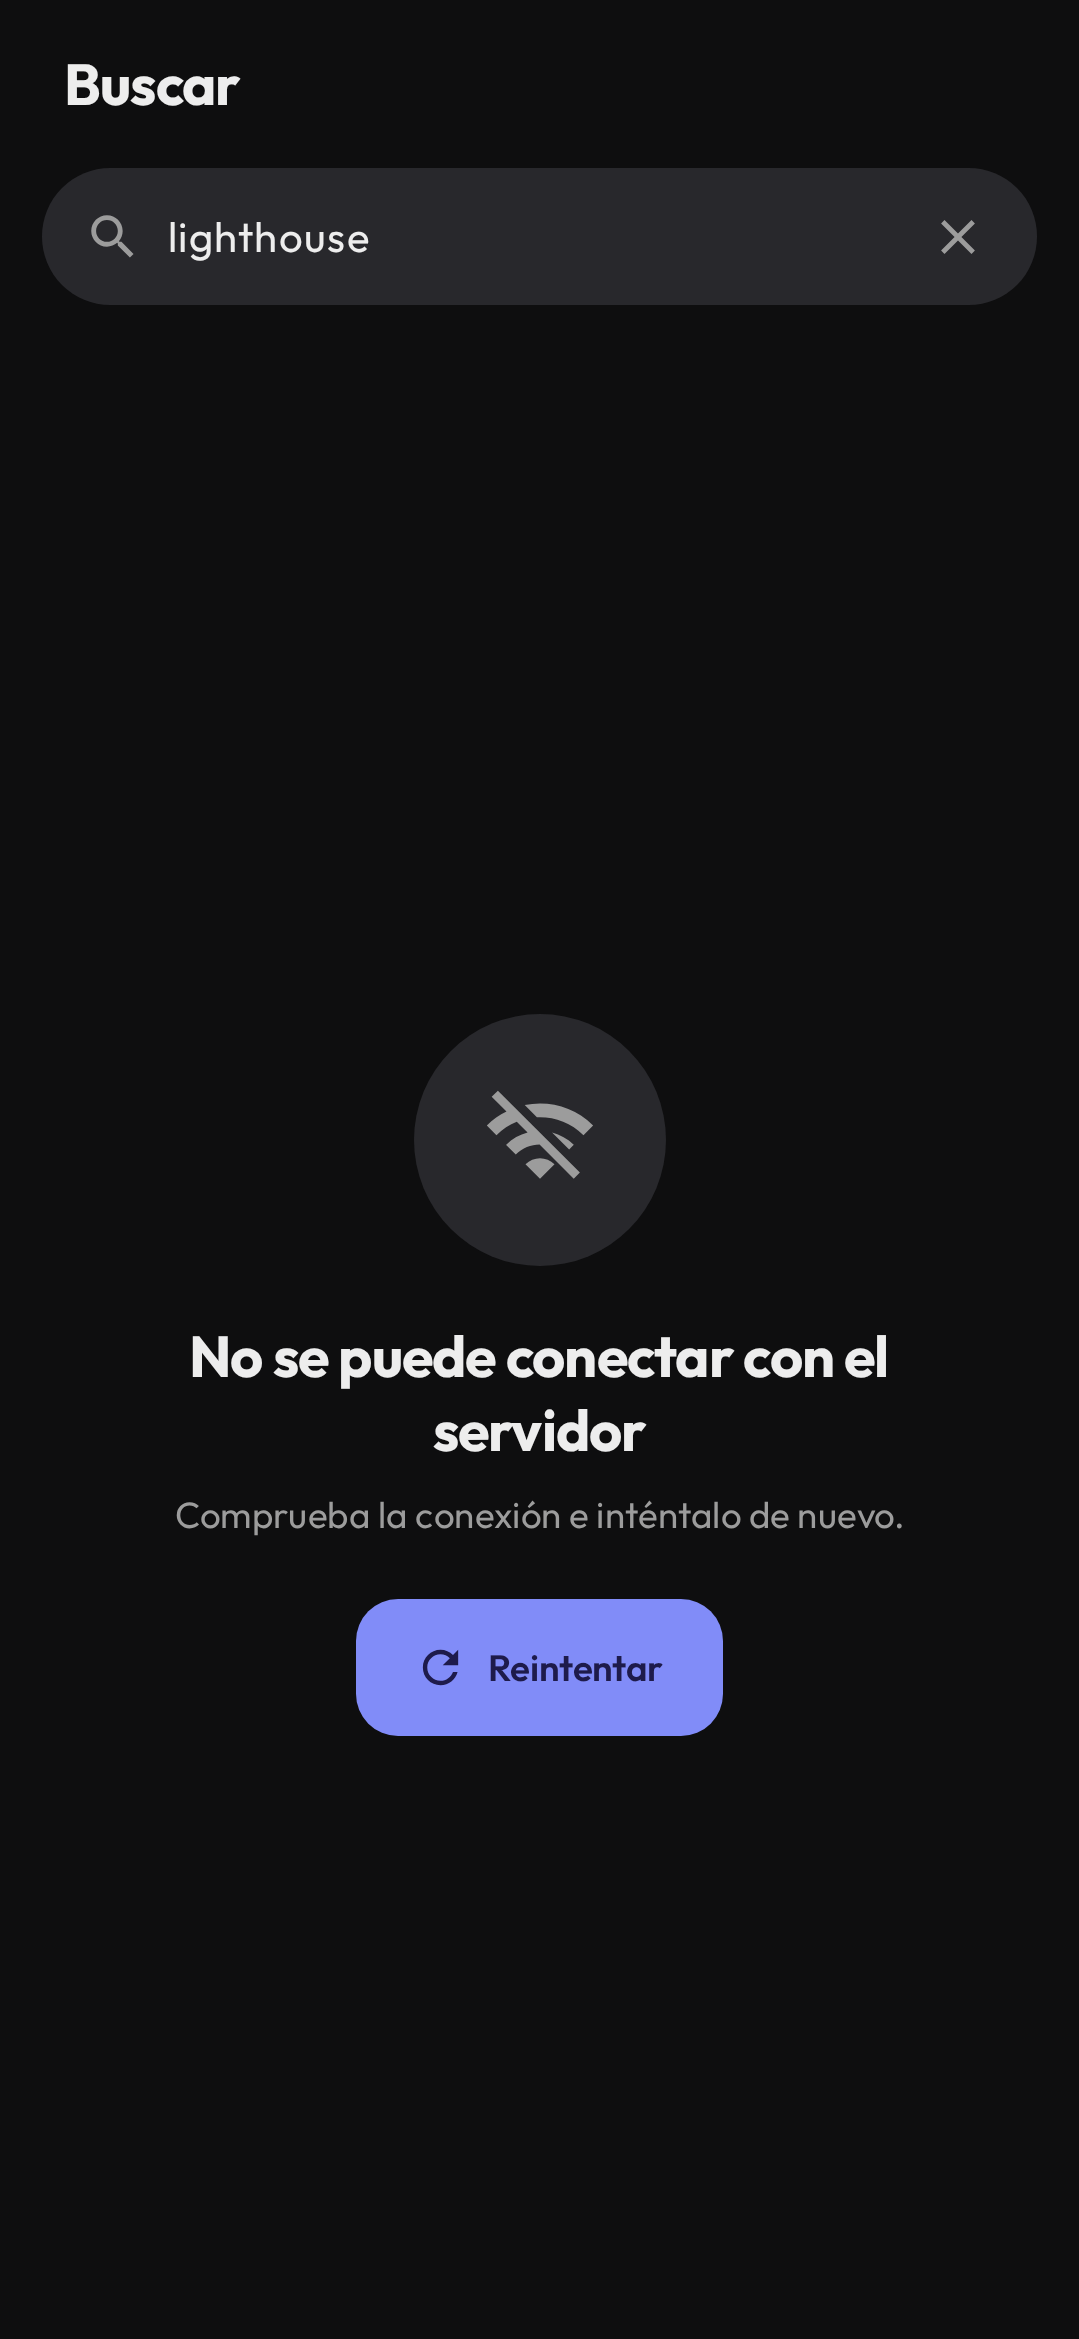 Buscar
lighthouse
No se puede conectar con el
servidor
Comprueba la conexión e inténtalo de nuevo.
Reintentar